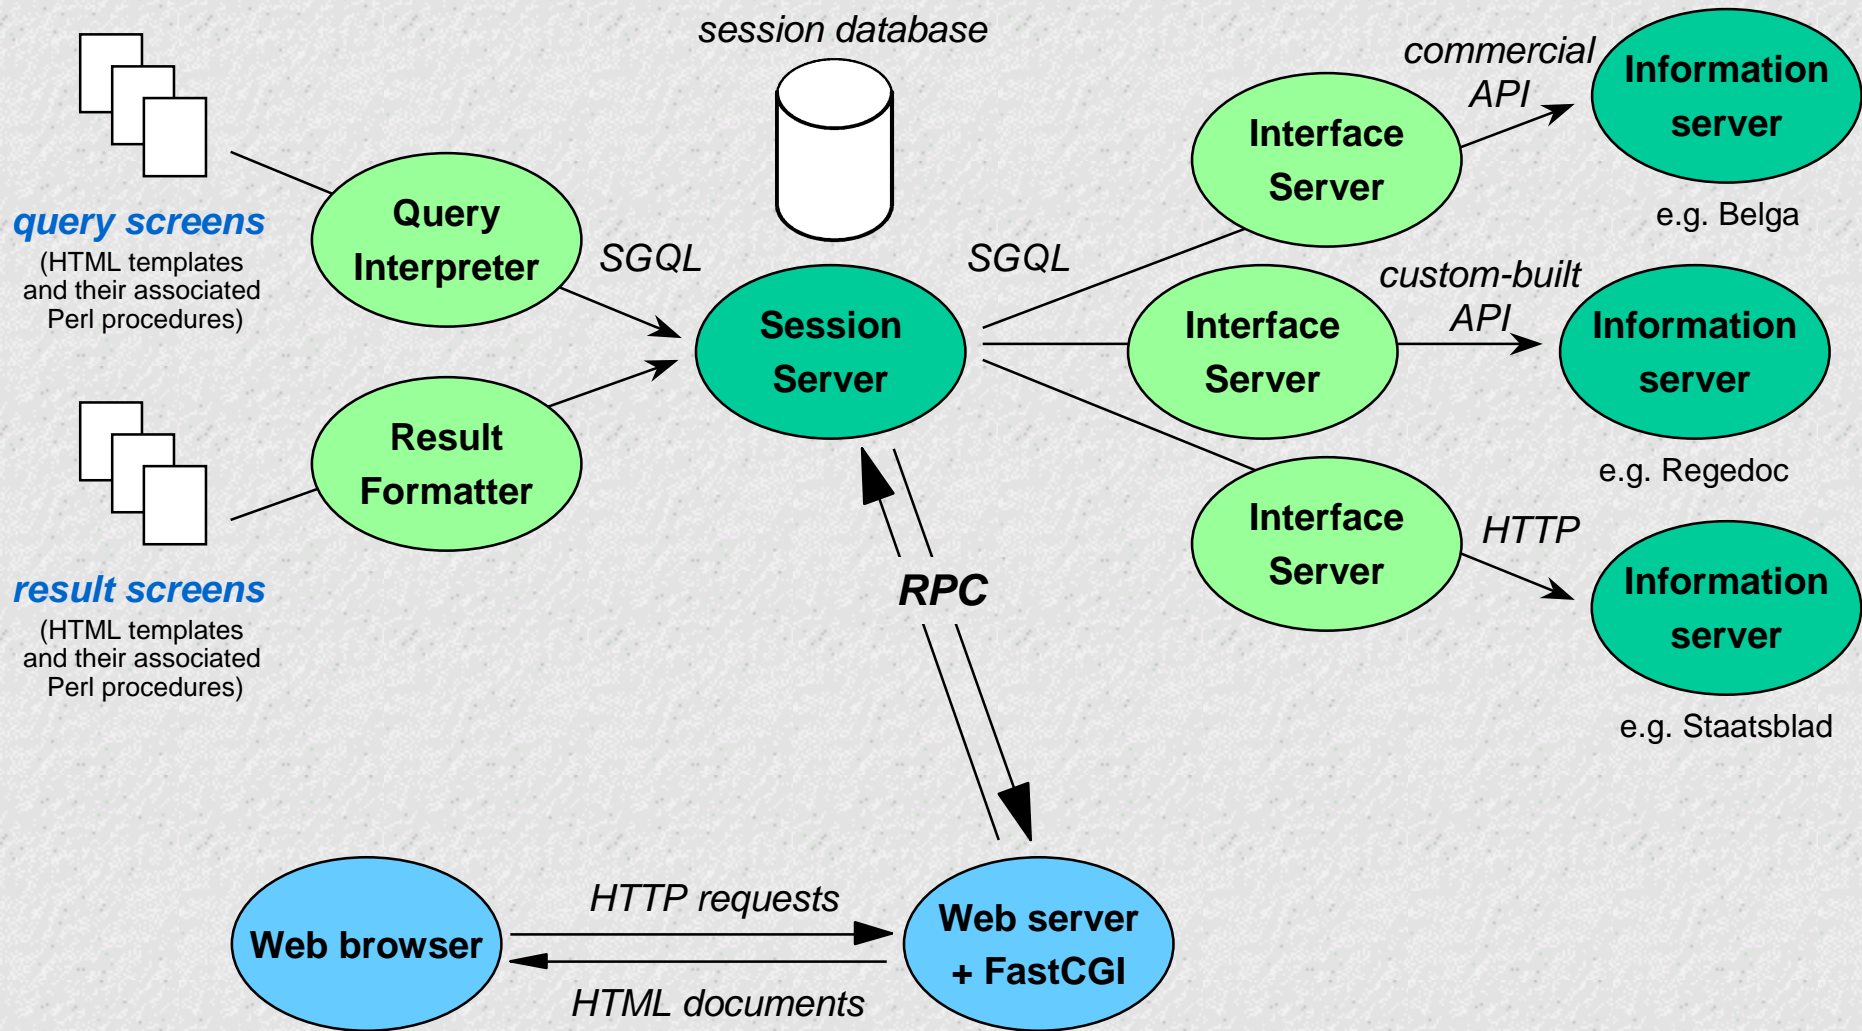 session database
commercial
API
Information
server
e.g. Belga
Interface
Server
query screens
(HTML templates
and their associated
Perl procedures)
Query
Interpreter
SGQL
Session
Server
SGQL
Interface
Server
custom-built
API
Information
server
e.g. Regedoc
result screens
(HTML templates
and their associated
Perl procedures)
Result
Formatter
Interface
Server
HTTP
Information
server
e.g. Staatsblad
RPC
Web browser
HTTP requests
HTML documents
Web server
+ FastCGI